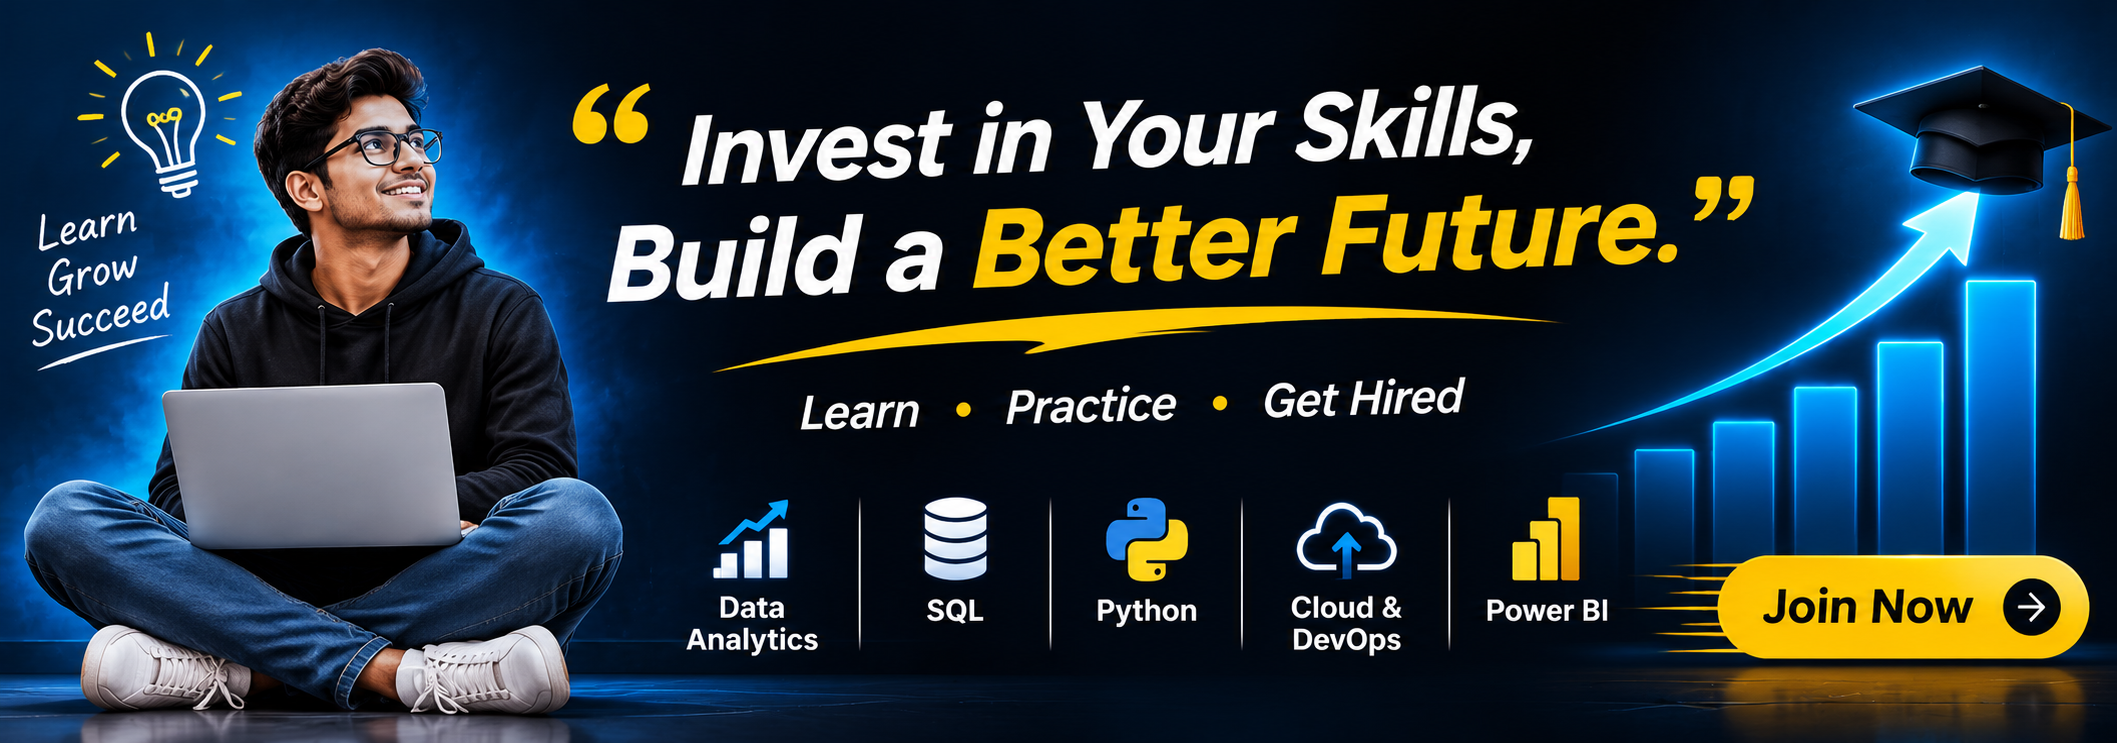 Learn
Grow
Succeed
“Invest in Your Skills,
Build a Better Future.”
Learn • Practice • Get Hired
Data
Analytics
SQL
Python
Cloud &
DevOps
Power BI
Join Now